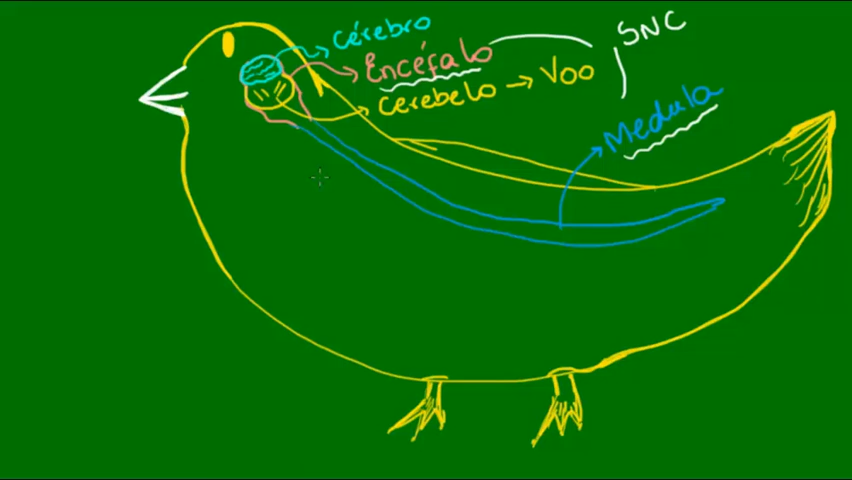 Cérebro
Encéfalo
Cerebelo → Voo
SNC
Medula